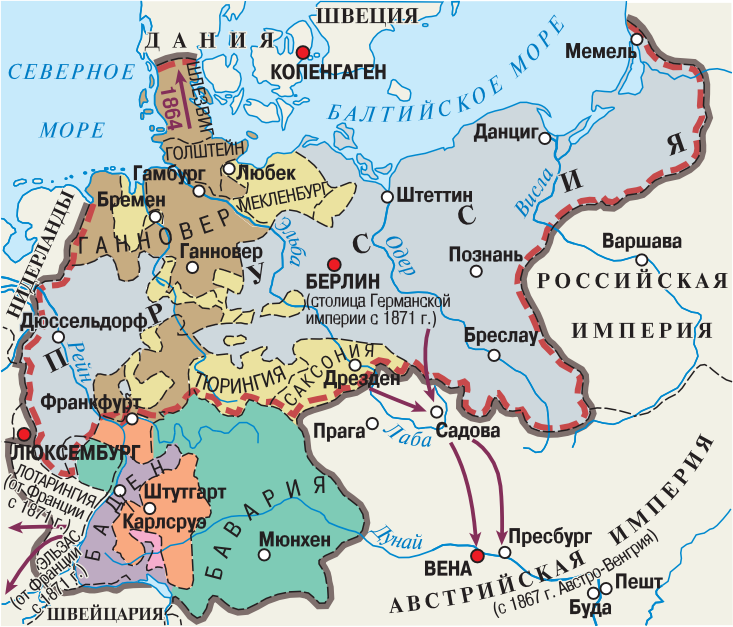 ШВЕЦИЯ
ДАНИЯ
КОПЕНГАГЕН
Мемель
СЕВЕРНОЕ
МОРЕ
БАЛТИЙСКОЕ МОРЕ
ШЛЕЗВИГ
1864
ГОЛШТЕЙН
Данциг
Любек
Гамбург
МЕКЛЕНБУРГ
Штеттин
Висла
Бремен
НИДЕРЛАНДЫ
ГАННОВЕР
Эльба
Одер
Варшава
Ганновер
Познань
БЕРЛИН
(столица Германской
империи с 1871 г.)
РОССИЙСКАЯ
ИМПЕРИЯ
ПРУССИЯ
Дюссельдорф
Рейн
Бреслау
ТЮРИНГИЯ
САКСОНИЯ
Дрезден
Франкфурт
Прага
Лаба
Садова
ЛЮКСЕМБУРГ
ЛОТАРИНГИЯ
(от Франции
с 1871 г.)
БАДЕН
Штутгарт
Карлсруэ
БАВАРИЯ
ЭЛЬЗАС
(от Франции
с 1871 г.)
Мюнхен
Дунай
ВЕНА
Пресбург
АВСТРИЙСКАЯ ИМПЕРИЯ
(с 1867 г. Австро-Венгрия)
Буда
Пешт
ШВЕЙЦАРИЯ